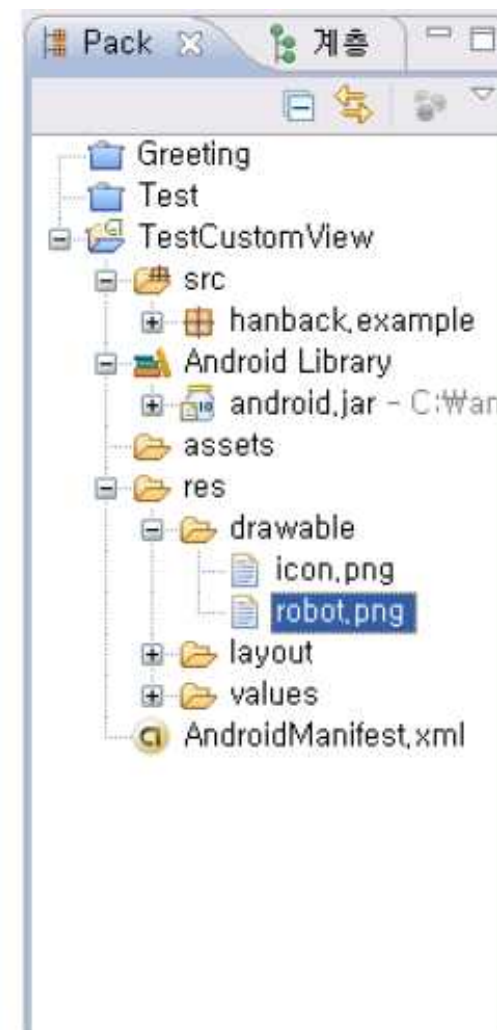 Pack 계층
Greeting
Test
TestCustomView
src
hanback.example
Android Library
android.jar - C:₩an
assets
res
drawable
icon.png
robot.png
layout
values
AndroidManifest.xml